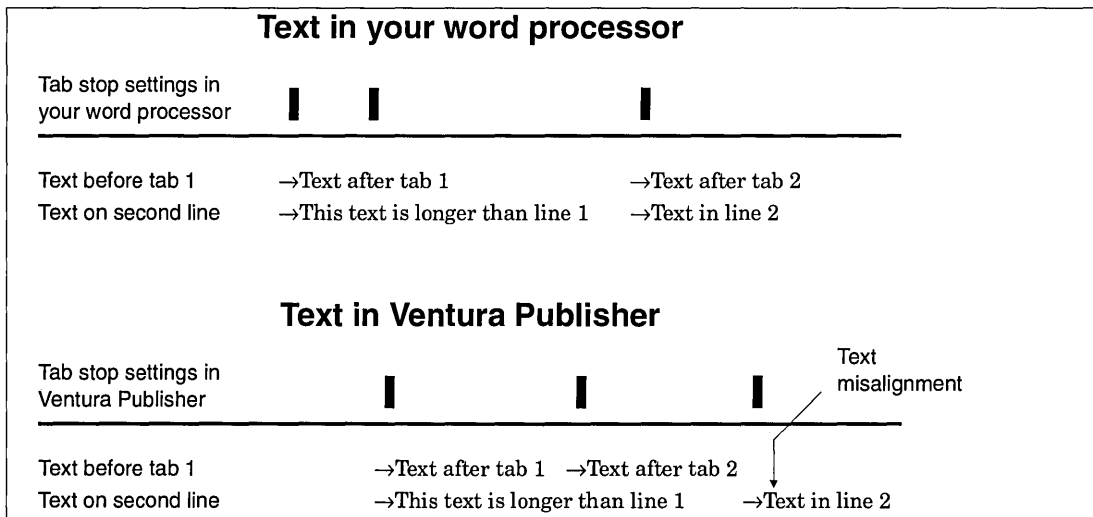 Text in your word processor
Tab stop settings in
your word processor
Text before tab 1 →Text after tab 1 →Text after tab 2
Text on second line →This text is longer than line 1 →Text in line 2
Text in Ventura Publisher
Tab stop settings in
Ventura Publisher
Text
misalignment
Text before tab 1 →Text after tab 1 →Text after tab 2
Text on second line →This text is longer than line 1 →Text in line 2